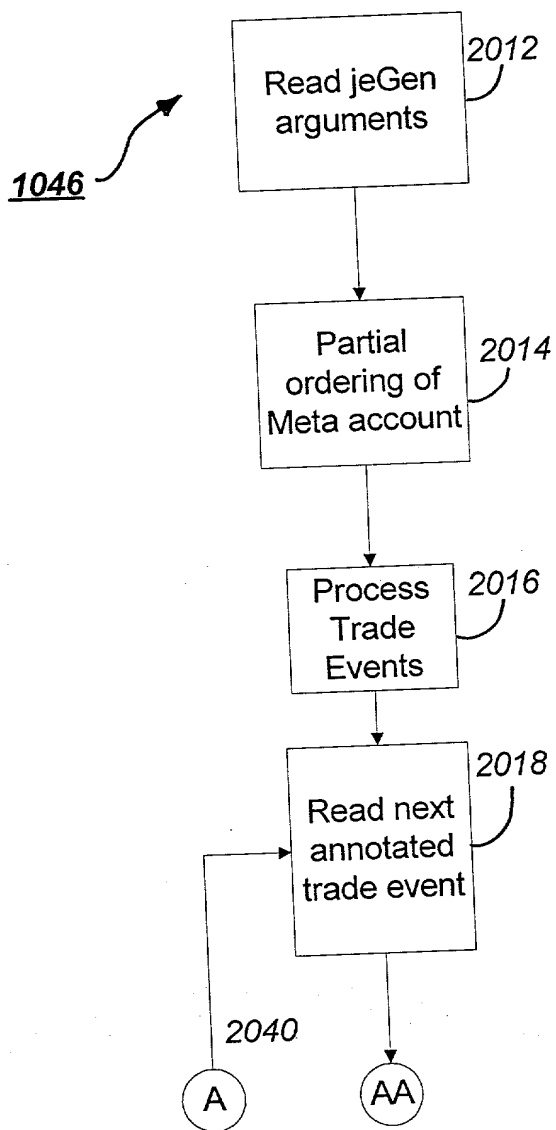 2012
Read jeGen
arguments
1046
Partial
ordering of
Meta account
2014
Process
Trade
Events
2016
2018
Read next
annotated
trade event
2040
A
AA